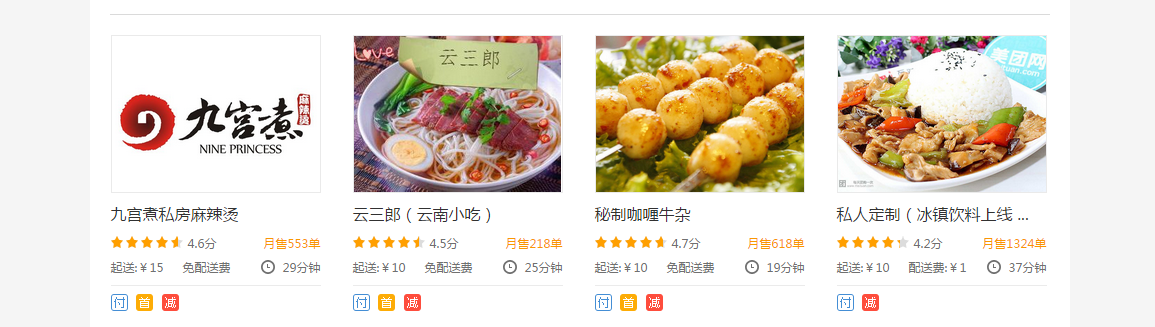 九宫煮
麻辣烫
NINE PRINCESS
LOV-e
云三郎
美团网
tuan.com
九宫煮私房麻辣烫
4.6分
月售553单
起送:￥15
免配送费
29分钟
付 首 减
云三郎（云南小吃）
4.5分
月售218单
起送:￥10
免配送费
25分钟
付 首 减
秘制咖喱牛杂
4.7分
月售618单
起送:￥10
免配送费
19分钟
付 首 减
私人定制（冰镇饮料上线 ...
4.2分
月售1324单
起送:￥10
配送费:￥1
37分钟
付 减